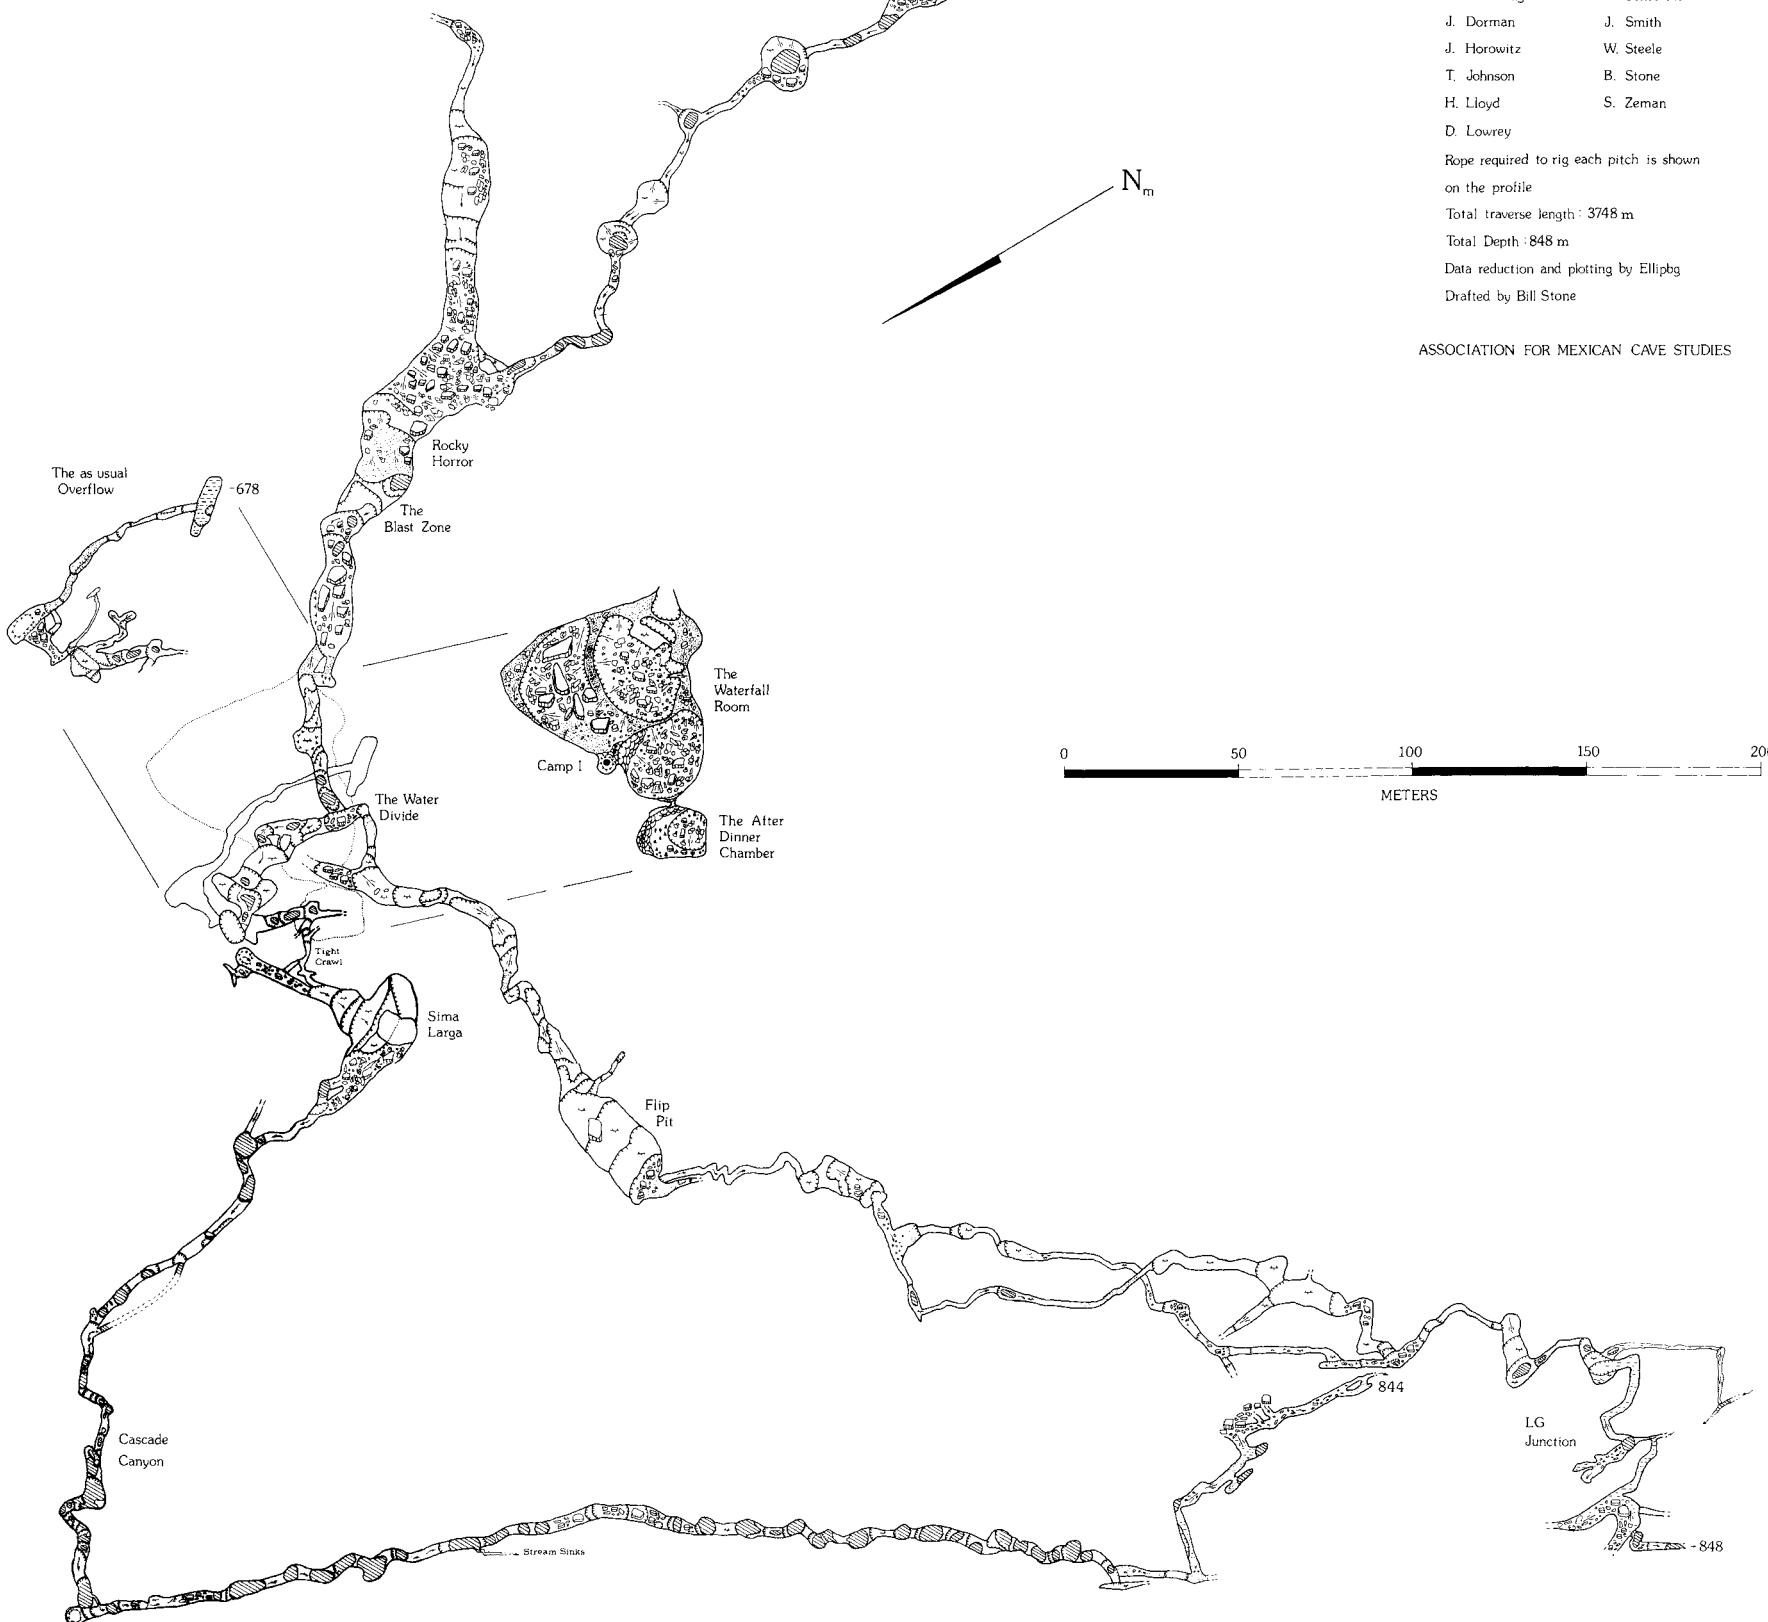 J. Dorman
J. Smith
J. Horowitz
W. Steele
T. Johnson
B. Stone
H. Lloyd
S. Zeman
D. Lowrey
Rope required to rig each pitch is shown
on the profile
Total traverse length : 3748 m
Total Depth : 848 m
Data reduction and plotting by Ellipbg
Drafted by Bill Stone
ASSOCIATION FOR MEXICAN CAVE STUDIES
Nm
Rocky
Horror
The as usual
Overflow
-678
The
Blast Zone
The
Waterfall
Room
Camp I
The Water
Divide
The After
Dinner
Chamber
0 50 100 150
METERS
Tight
Crawl
Sima
Larga
Flip
Pit
844
LG
Junction
Cascade
Canyon
Stream Sinks
-848